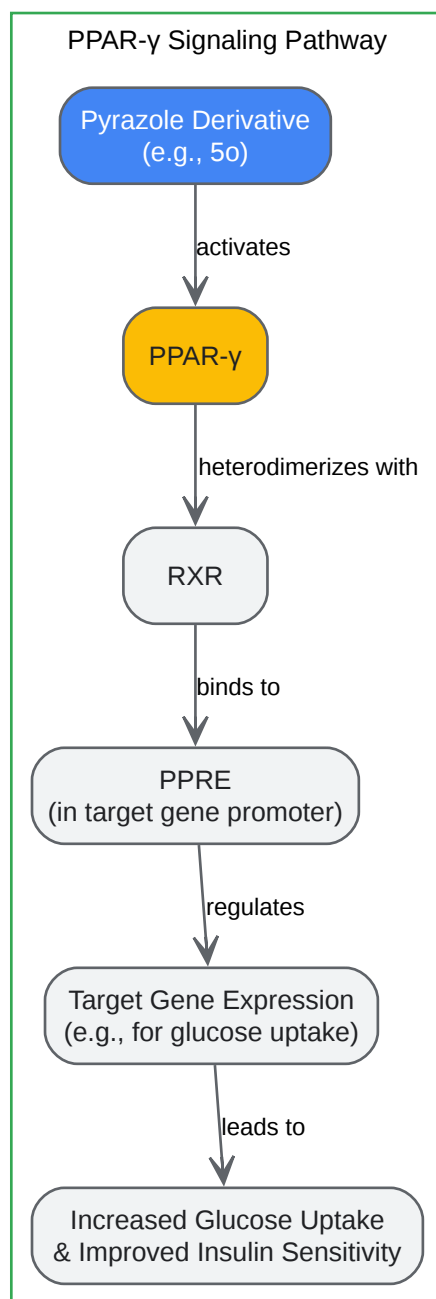 PPAR-γ Signaling Pathway
Pyrazole Derivative
(e.g., 5o)
activates
PPAR-γ
heterodimerizes with
RXR
binds to
PPRE
(in target gene promoter)
regulates
Target Gene Expression
(e.g., for glucose uptake)
leads to
Increased Glucose Uptake
& Improved Insulin Sensitivity